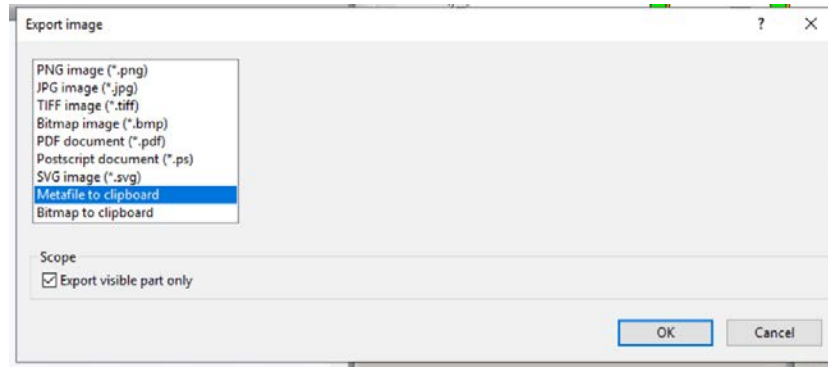 Export image
?
PNG image (*.png)
JPG image (*.jpg)
TIFF image (*.tiff)
Bitmap image (*.bmp)
PDF document (*.pdf)
Postscript document (*.ps)
SVG image (*.svg)
Metafile to clipboard
Bitmap to clipboard
Scope
Export visible part only
OK Cancel